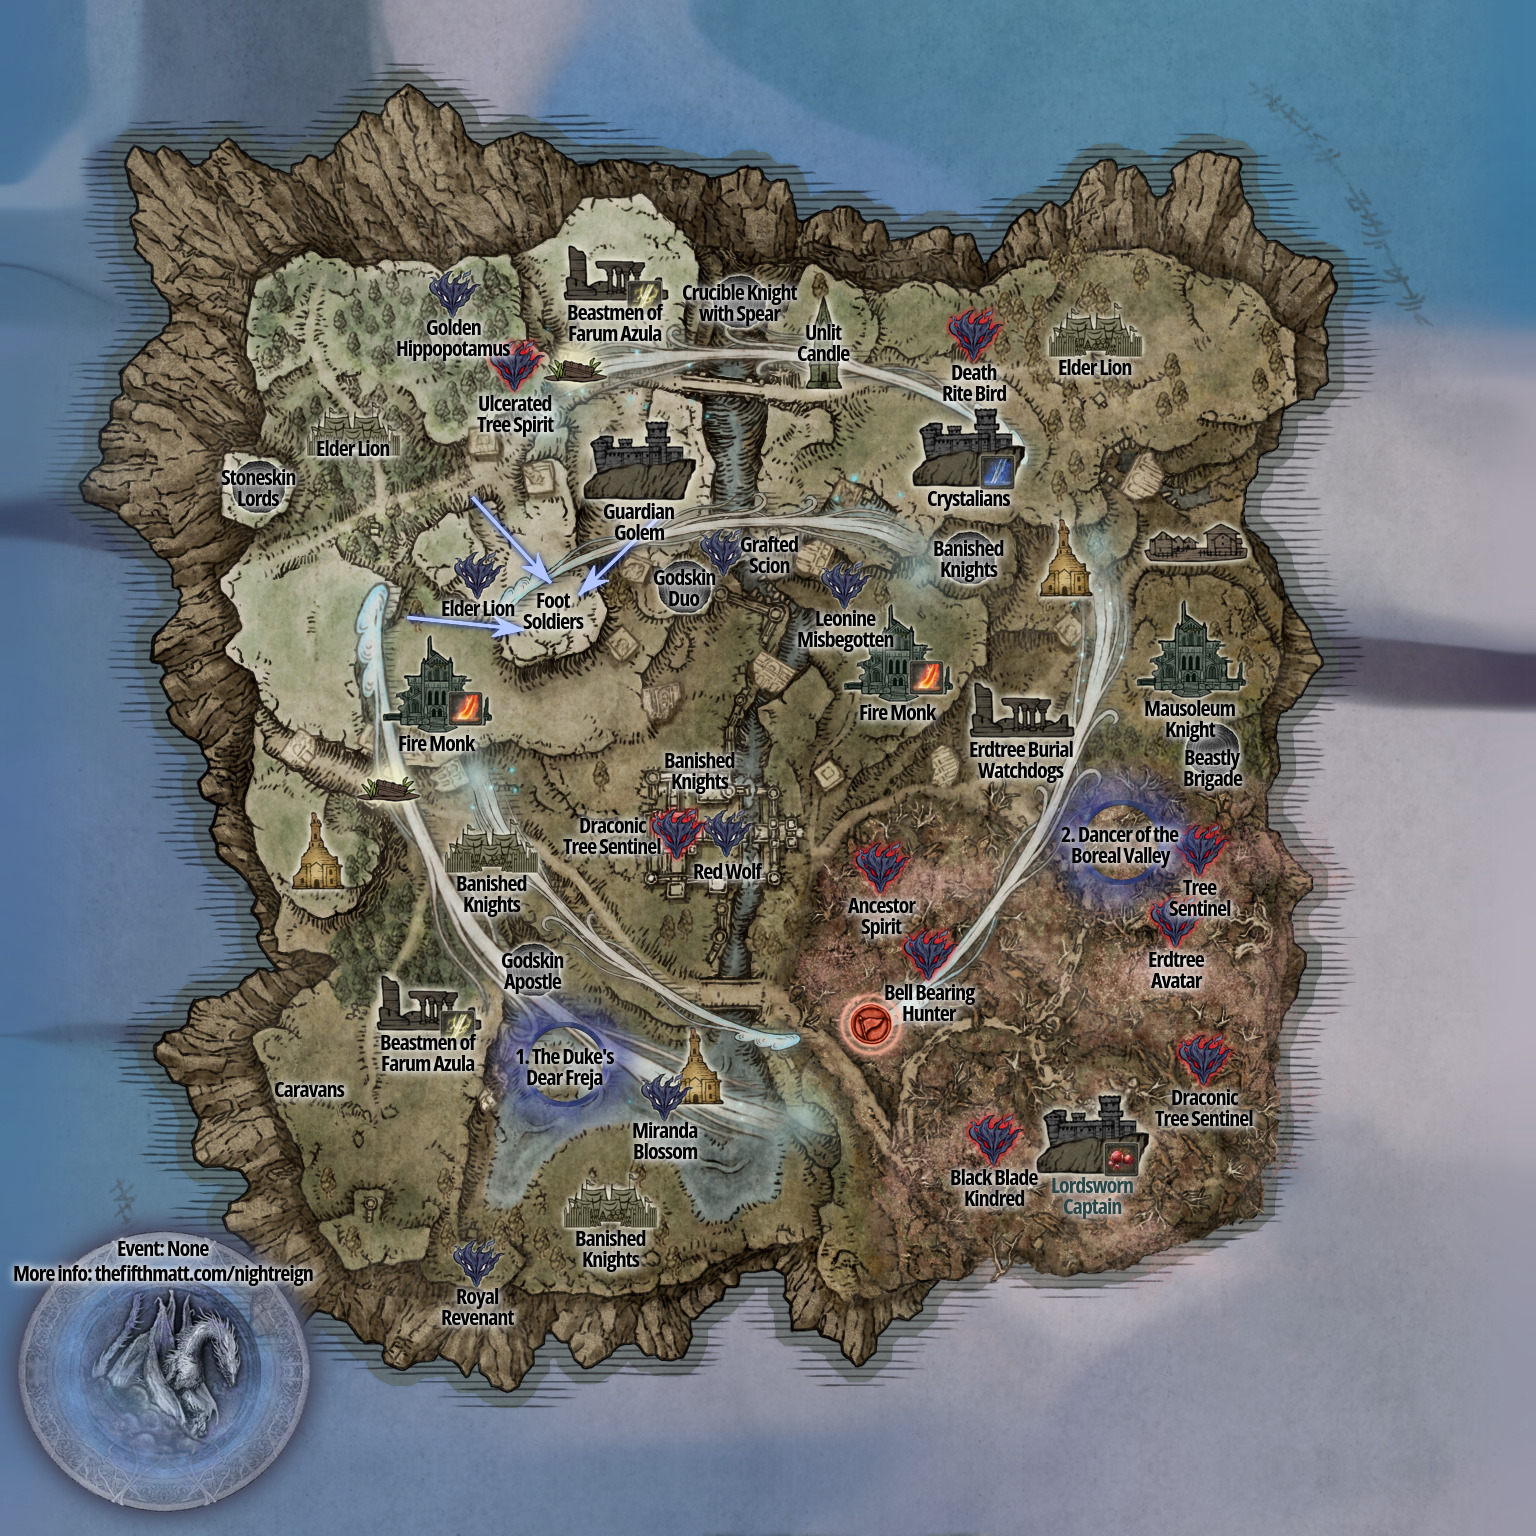 Beastmen of
Farum Azula
Crucible Knight
with Spear
Golden
Hippopotamus
Unlit
Candle
Death
Rite Bird
Elder Lion
Ulcerated
Tree Spirit
Elder Lion
Stoneskin
Lords
Crystalians
Guardian
Golem
Grafted
Scion
Banished
Knights
Godskin
Duo
Elder Lion
Foot
Soldiers
Leonine
Misbegotten
Fire Monk
Mausoleum
Knight
Fire Monk
Erdtree Burial
Watchdogs
Beastly
Brigade
Banished
Knights
Draconic
Tree Sentinel
Red Wolf
2. Dancer of the
Boreal Valley
Banished
Knights
Tree
Sentinel
Ancestor
Spirit
Godskin
Apostle
Erdtree
Avatar
Bell Bearing
Hunter
Beastmen of
Farum Azula
1. The Duke's
Dear Freja
Caravans
Draconic
Tree Sentinel
Miranda
Blossom
Black Blade
Kindred
Lordsworn
Captain
Banished
Knights
Royal
Revenant
Event: None
More info: thefifthmatt.com/nightreign